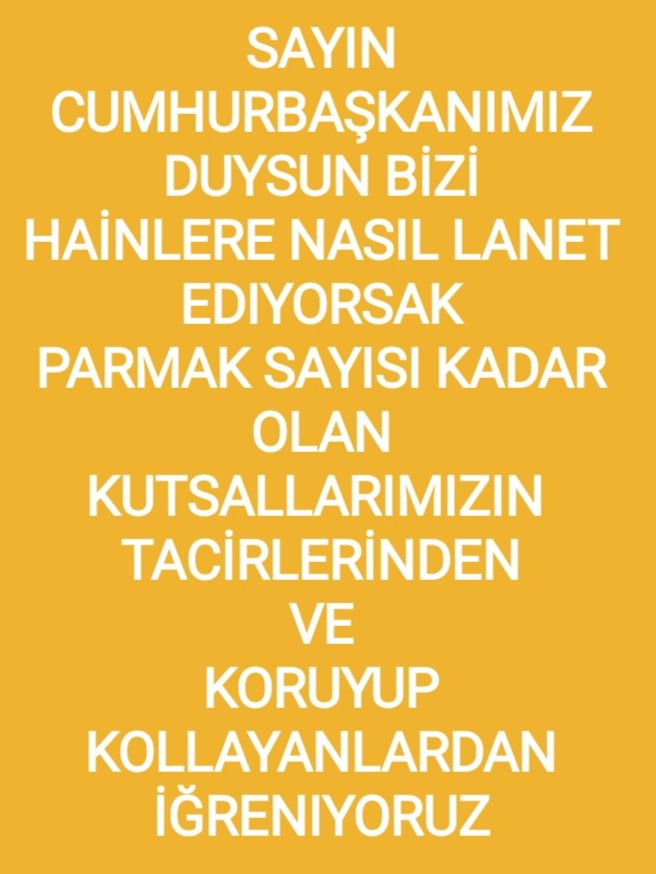 SAYIN
CUMHURBAŞKANIMIZ
DUYSUN BİZİ
HAİNLERE NASIL LANET
EDIYORSAK
PARMAK SAYISI KADAR
OLAN
KUTSALLARIMIZIN
TACİRLERİNDEN
VE
KORUYUP
KOLLAYANLARDAN
İĞRENIYORUZ